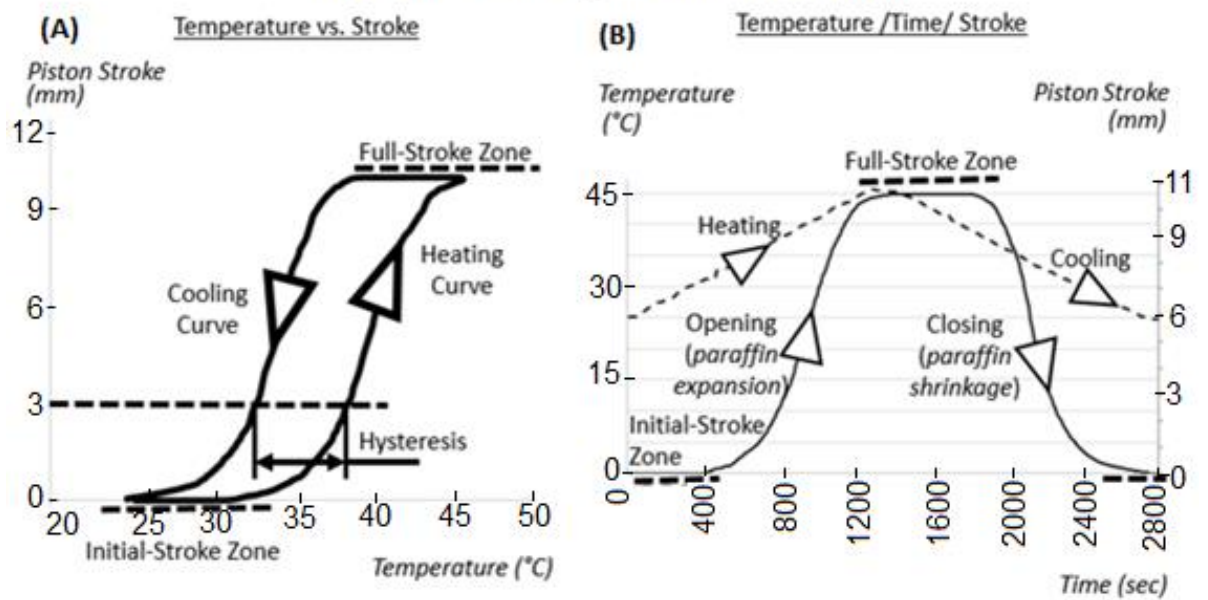 (A)
Temperature vs. Stroke
Piston Stroke
(mm)
12
9
6
3
0
Full-Stroke Zone
Heating
Curve
Cooling
Curve
Hysteresis
20 25 30 35 40 45 50
Initial-Stroke Zone
Temperature (°C)
(B)
Temperature /Time/ Stroke
Temperature
(°C)
Piston Stroke
(mm)
Full-Stroke Zone
45
30
15
0
11
9
6
3
0
Heating
Cooling
Opening
(paraffin
expansion)
Closing
(paraffin
shrinkage)
Initial-Stroke
Zone
0 400 800 1200 1600 2000 2400 2800
Time (sec)